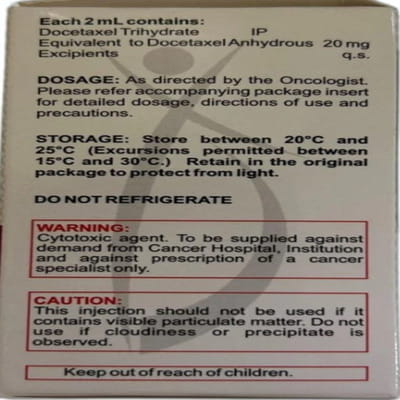 Each 2 mL contains:
Docetaxel Trihydrate IP
Equivalent to Docetaxel Anhydrous 20 mg
Excipients q.s.
DOSAGE: As directed by the Oncologist.
Please refer accompanying package insert
for detailed dosage, directions of use and
precautions.
STORAGE: Store between 20°C and
25°C (Excursions permitted between
15°C and 30°C.) Retain in the original
package to protect from light.
DO NOT REFRIGERATE
WARNING:
Cytotoxic agent. To be supplied against
demand from Cancer Hospital, Institution
and against prescription of a cancer
specialist only.
CAUTION:
This injection should not be used if it
contains visible particulate matter. Do not
use if cloudiness or precipitate is
observed.
Keep out of reach of children.